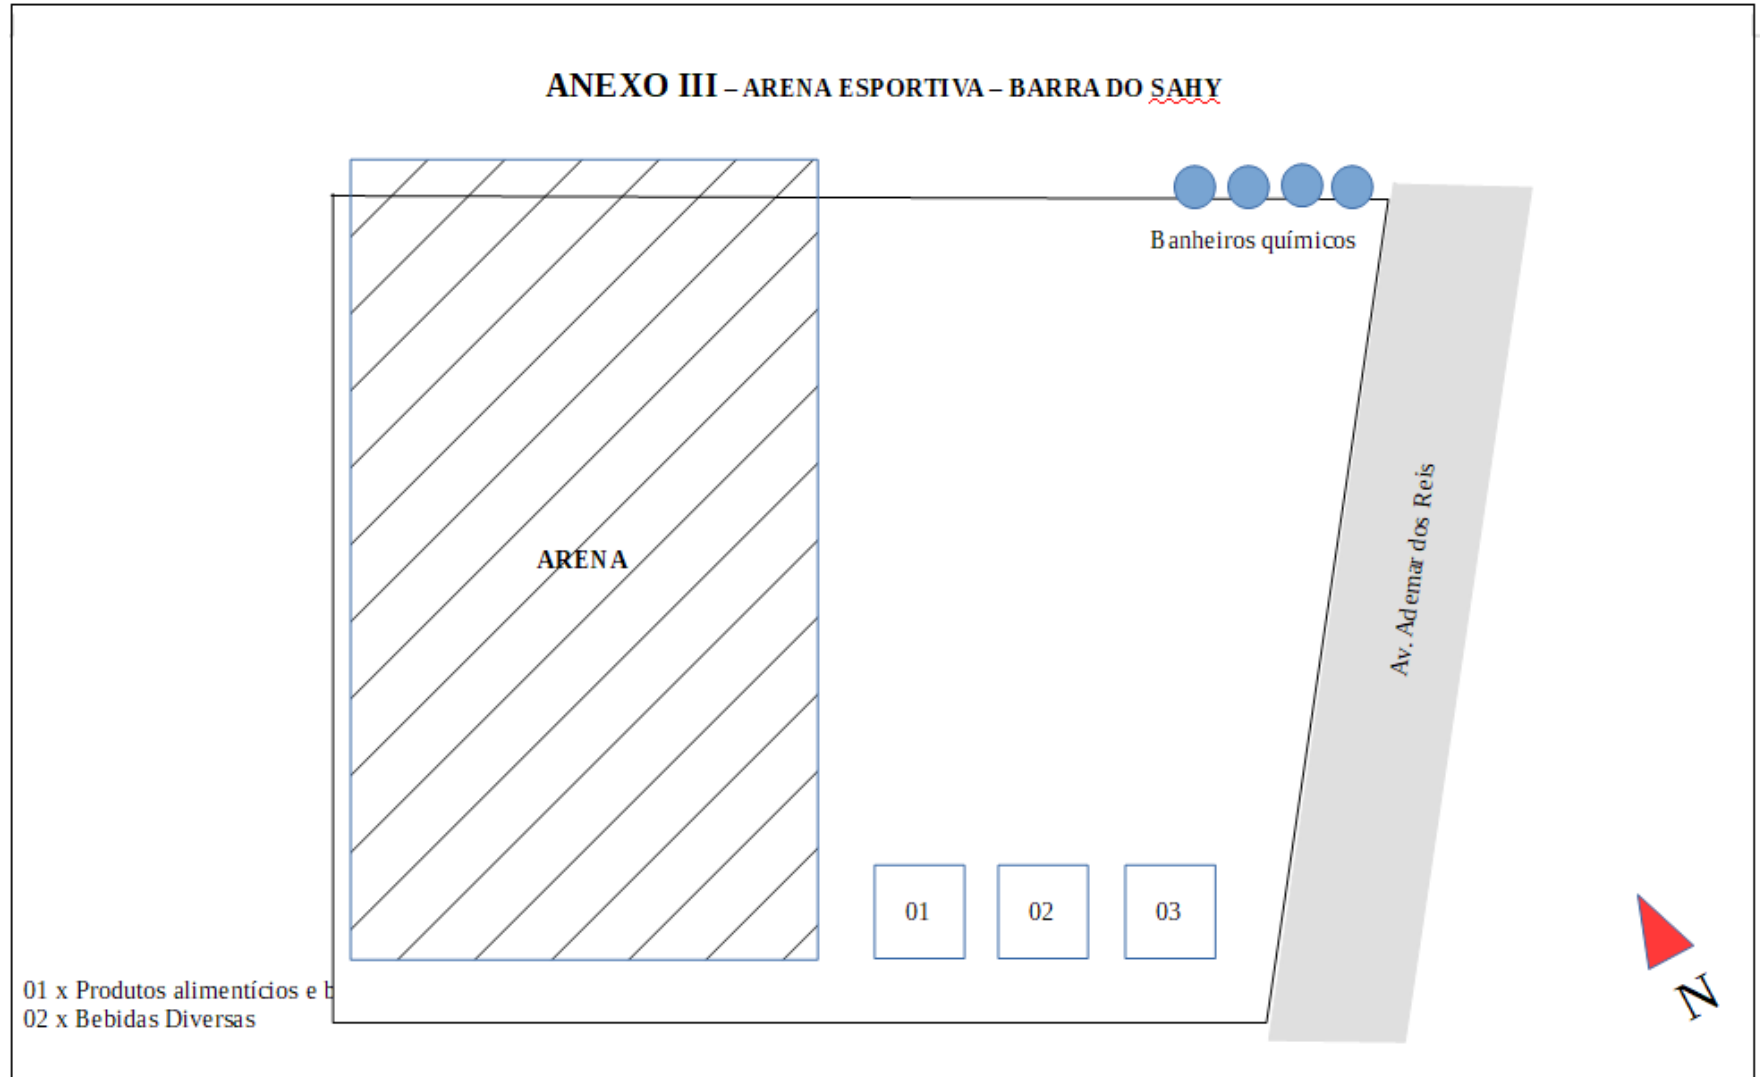 ANEXO III – ARENA ESPORTIVA – BARRA DO SAHY
Banheiros químicos
Av. Ademar dos Reis
ARENA
01
02
03
01 x Produtos alimentícios e b
02 x Bebidas Diversas
N